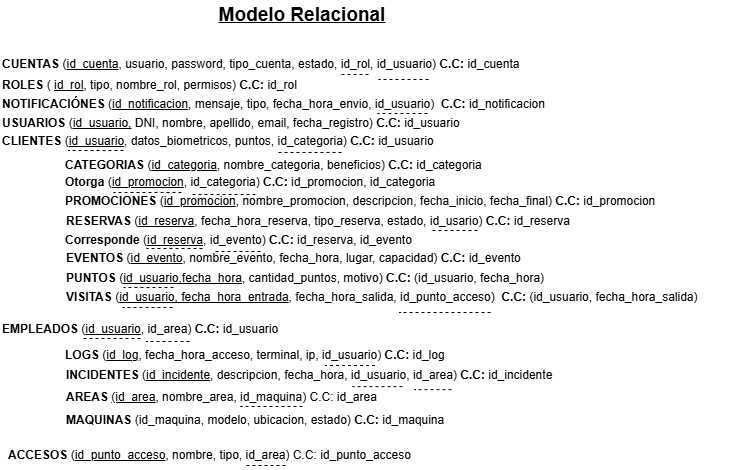 Modelo Relacional
CUENTAS (id_cuenta, usuario, password, tipo_cuenta, estado, id_rol, id_usuario) C.C: id_cuenta
ROLES ( id_rol, tipo, nombre_rol, permisos) C.C: id_rol
NOTIFICACIÓNES (id_notificacion, mensaje, tipo, fecha_hora_envio, id_usuario) C.C: id_notificacion
USUARIOS (id_usuario, DNI, nombre, apellido, email, fecha_registro) C.C: id_usuario
CLIENTES (id_usuario, datos_biometricos, puntos, id_categoria) C.C: id_usuario
CATEGORIAS (id_categoria, nombre_categoria, beneficios) C.C: id_categoria
Otorga (id_promocion, id_categoria) C.C: id_promocion, id_categoria
PROMOCIONES (id_promocion, nombre_promocion, descripcion, fecha_inicio, fecha_final) C.C: id_promocion
RESERVAS (id_reserva, fecha_hora_reserva, tipo_reserva, estado, id_usario) C.C: id_reserva
Corresponde (id_reserva, id_evento) C.C: id_reserva, id_evento
EVENTOS (id_evento, nombre_evento, fecha_hora, lugar, capacidad) C.C: id_evento
PUNTOS (id_usuario,fecha_hora, cantidad_puntos, motivo) C.C: (id_usuario, fecha_hora)
VISITAS (id_usuario, fecha_hora_entrada, fecha_hora_salida, id_punto_acceso) C.C: (id_usuario, fecha_hora_salida)
EMPLEADOS (id_usuario, id_area) C.C: id_usuario
LOGS (id_log, fecha_hora_acceso, terminal, ip, id_usuario) C.C: id_log
INCIDENTES (id_incidente, descripcion, fecha_hora, id_usuario, id_area) C.C: id_incidente
AREAS (id_area, nombre_area, id_maquina) C.C: id_area
MAQUINAS (id_maquina, modelo, ubicacion, estado) C.C: id_maquina
ACCESOS (id_punto_acceso, nombre, tipo, id_area) C.C: id_punto_acceso